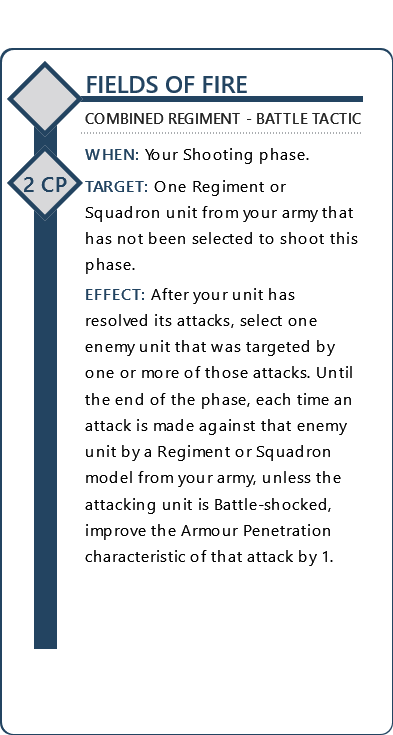 FIELDS OF FIRE
COMBINED REGIMENT - BATTLE TACTIC
WHEN: Your Shooting phase.
2 CP
TARGET: One Regiment or
Squadron unit from your army that
has not been selected to shoot this
phase.
EFFECT: After your unit has
resolved its attacks, select one
enemy unit that was targeted by
one or more of those attacks. Until
the end of the phase, each time an
attack is made against that enemy
unit by a Regiment or Squadron
model from your army, unless the
attacking unit is Battle-shocked,
improve the Armour Penetration
characteristic of that attack by 1.